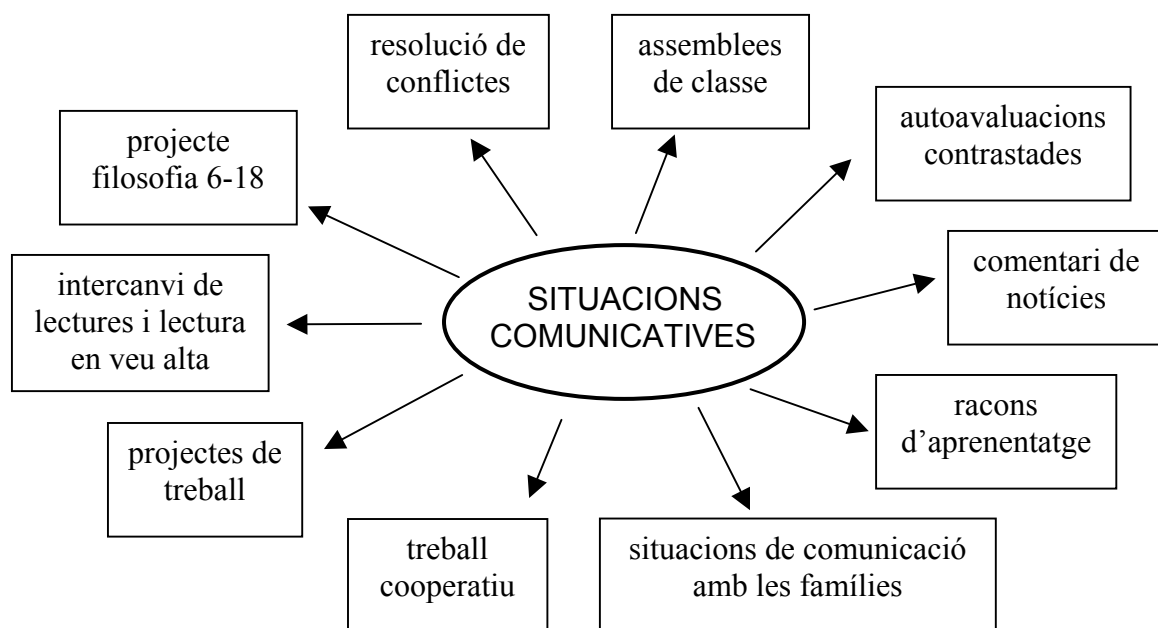 resolució de
conflictes
assemblees
de classe
autoavaluacions
contrastades
projecte
filosofia 6-18
comentari de
notícies
intercanvi de
lectures i lectura
en veu alta
SITUACIONS
COMUNICATIVES
racons
d’aprenentatge
projectes de
treball
treball
cooperatiu
situacions de comunicació
amb les famílies